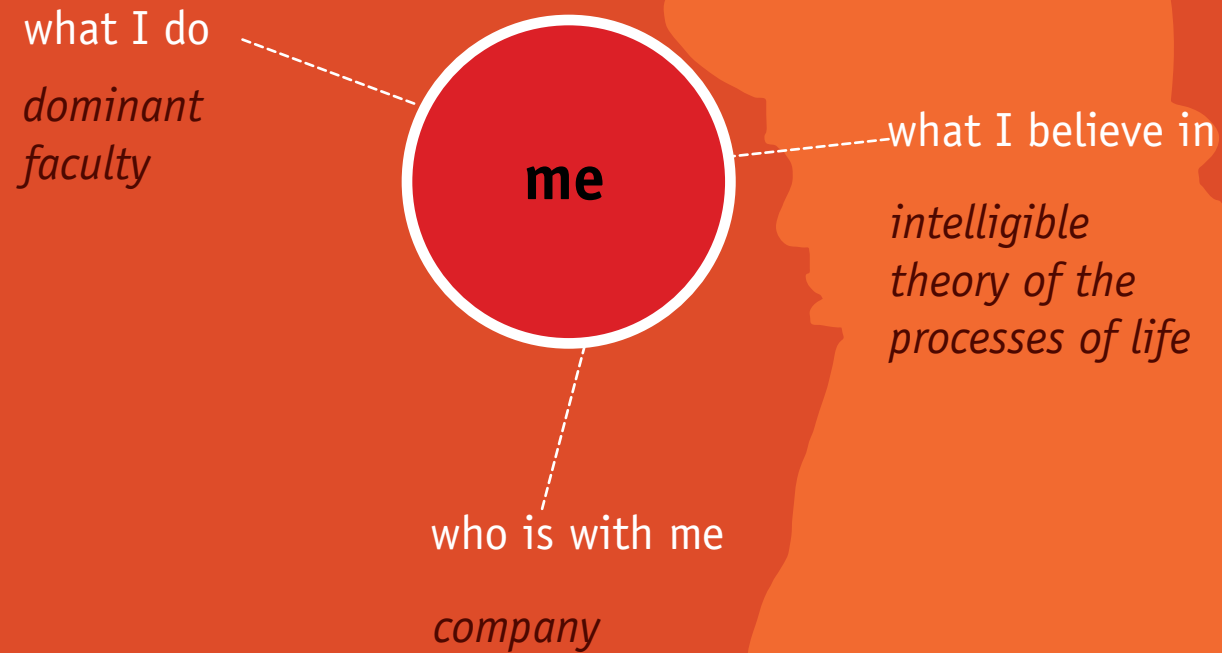 what I do
dominant
faculty
me
what I believe in
intelligible
theory of the
processes of life
who is with me
company